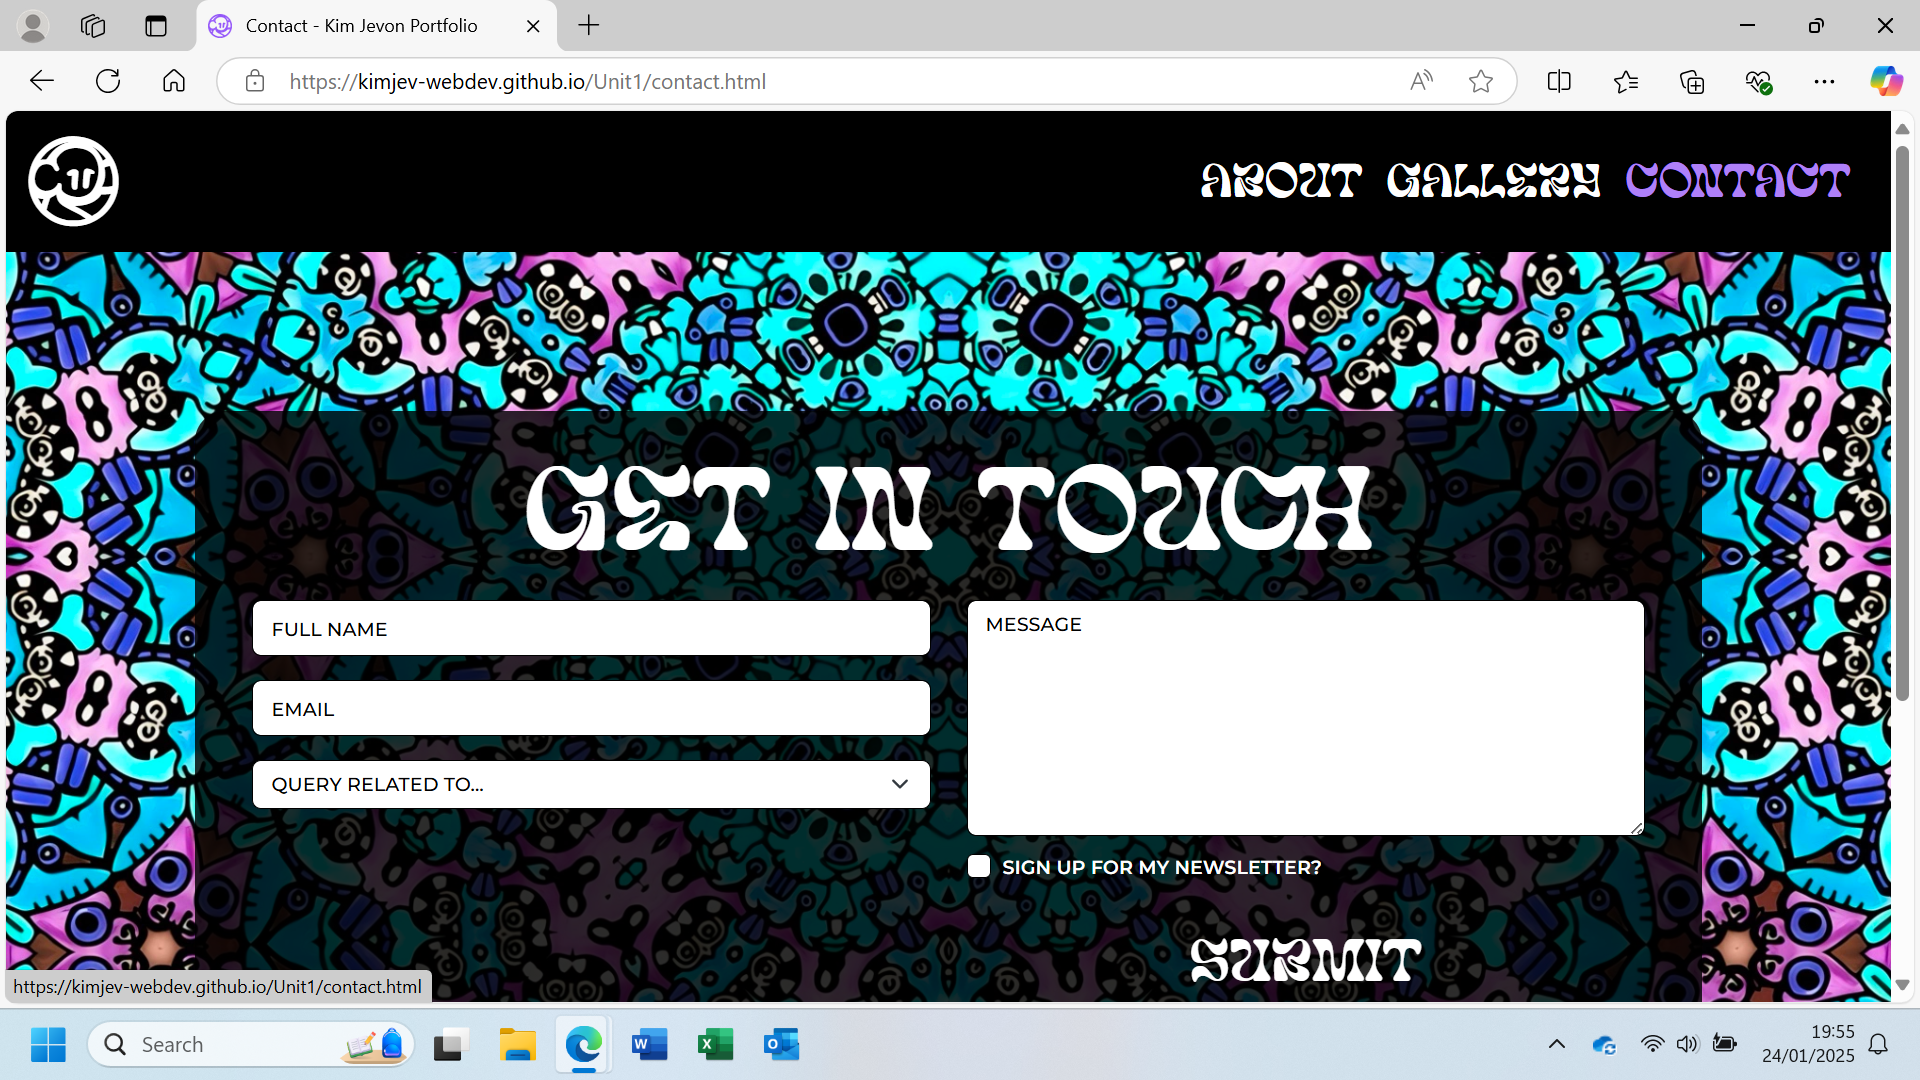 Contact - Kim Jevon Portfolio
https://kimjev-webdev.github.io/Unit1/contact.html
ABOUT GALLERY CONTACT
GET IN TOUCH
FULL NAME
MESSAGE
EMAIL
QUERY RELATED TO...
SIGN UP FOR MY NEWSLETTER?
SUBMIT
https://kimjev-webdev.github.io/Unit1/contact.html
Search
19:55
24/01/2025